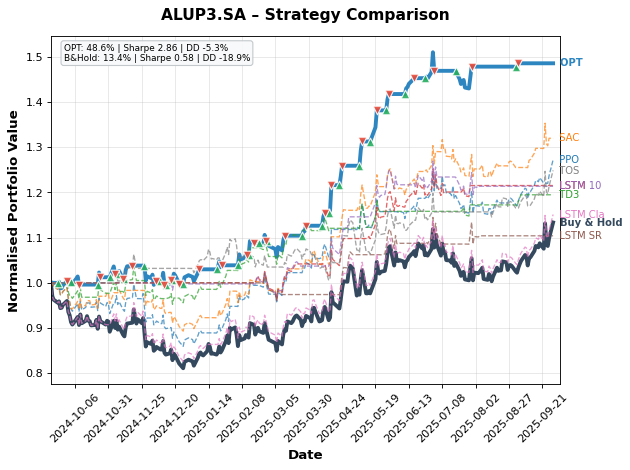 ALUP3.SA – Strategy Comparison
OPT: 48.6% | Sharpe 2.86 | DD -5.3%
B&Hold: 13.4% | Sharpe 0.58 | DD -18.9%
Normalised Portfolio Value
1.5
1.4
1.3
1.2
1.1
1.0
0.9
0.8
OPT
SAC
PPO
TOS
LSTM 10
TD3
LSTM Cla
Buy & Hold
LSTM SR
2024-10-06
2024-10-31
2024-11-25
2024-12-20
2025-01-14
2025-02-08
2025-03-05
2025-03-30
2025-04-24
2025-05-19
2025-06-13
2025-07-08
2025-08-02
2025-08-27
2025-09-21
Date